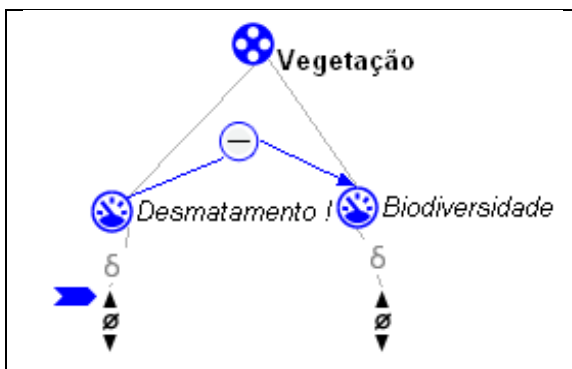 Vegetação
Desmatamento !
Biodiversidade
δ
δ
ø
ø